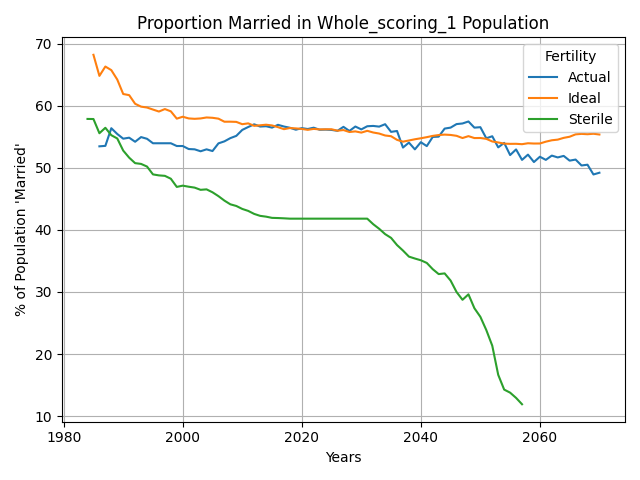 Proportion Married in Whole_scoring_1 Population
Fertility
Actual
Ideal
Sterile
% of Population 'Married'
70
60
50
40
30
20
10
1980
2000
2020
2040
2060
Years